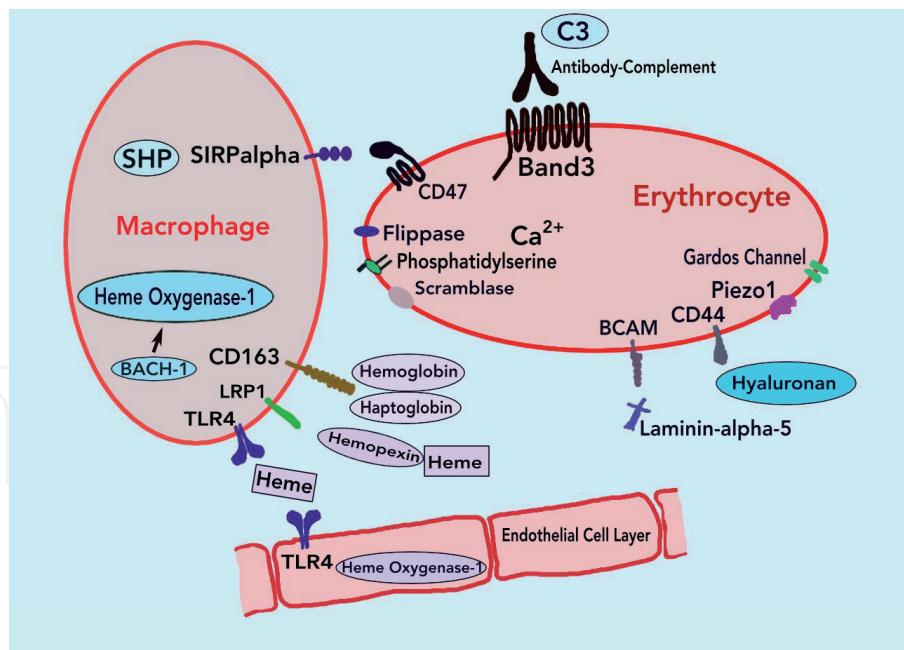 C3
Antibody-Complement
SHP
SIRPalpha
CD47
Band3
Erythrocyte
Macrophage
Flippase
Ca2+
Phosphatidylserine
Scramblase
Gardos Channel
Piezo1
Heme Oxygenase-1
BCAM
CD44
BACH-1
CD163
Hemoglobin
Haptoglobin
Hyaluronan
LRP1
TLR4
Laminin-alpha-5
Hemopexin
Heme
Heme
Endothelial Cell Layer
TLR4
Heme Oxygenase-1